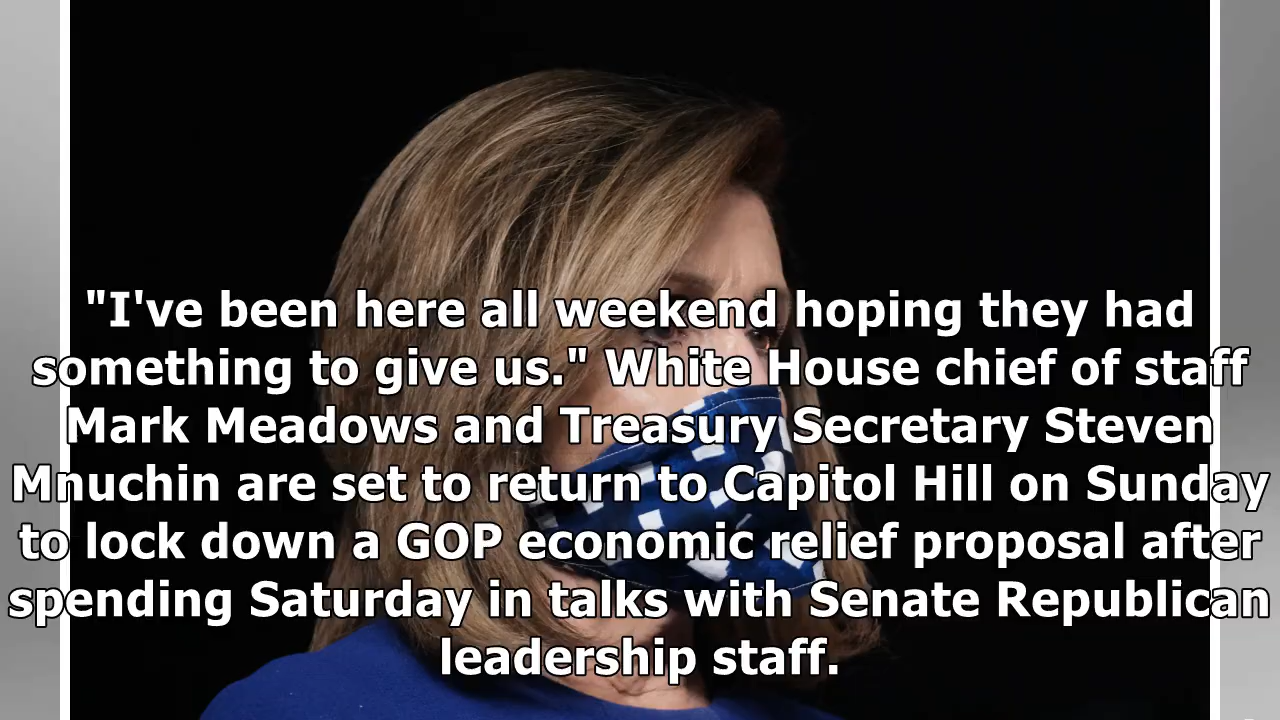 "I've been here all weekend hoping they had
something to give us." White House chief of staff
Mark Meadows and Treasury Secretary Steven
Mnuchin are set to return to Capitol Hill on Sunday
to lock down a GOP economic relief proposal after
spending Saturday in talks with Senate Republican
leadership staff.